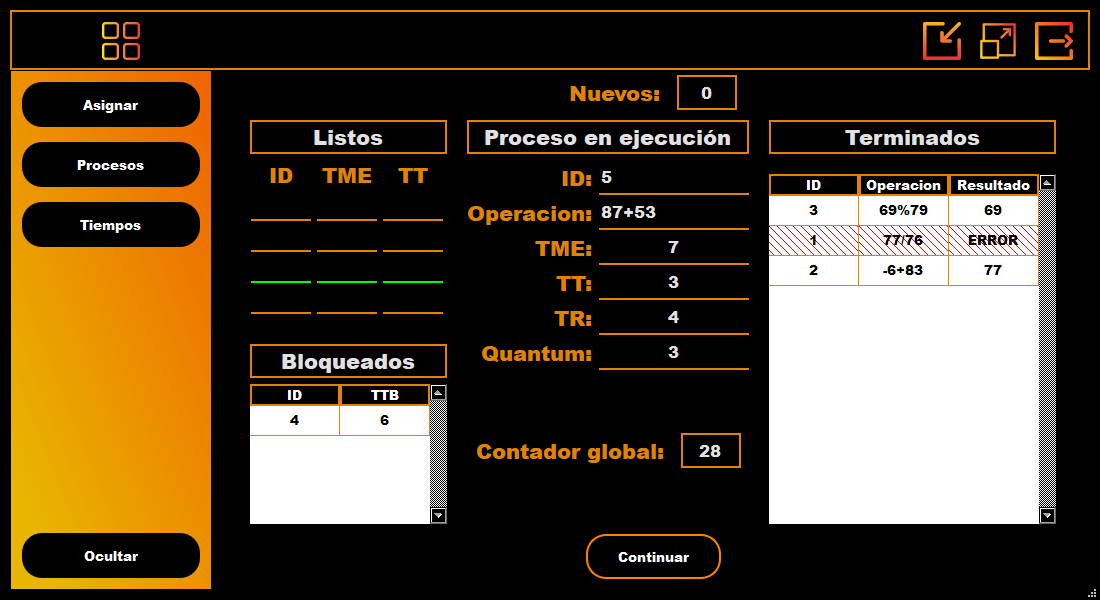 Nuevos: 0
Asignar
Procesos
Tiempos
Ocultar
Listos
ID TME TT
Bloqueados
ID TTB
4 6
Proceso en ejecución
ID: 5
Operacion: 87+53
TME: 7
TT: 3
TR: 4
Quantum: 3
Contador global: 28
Continuar
Terminados
ID Operacion Resultado
3 69%79 69
1 77/76 ERROR
2 -6+83 77